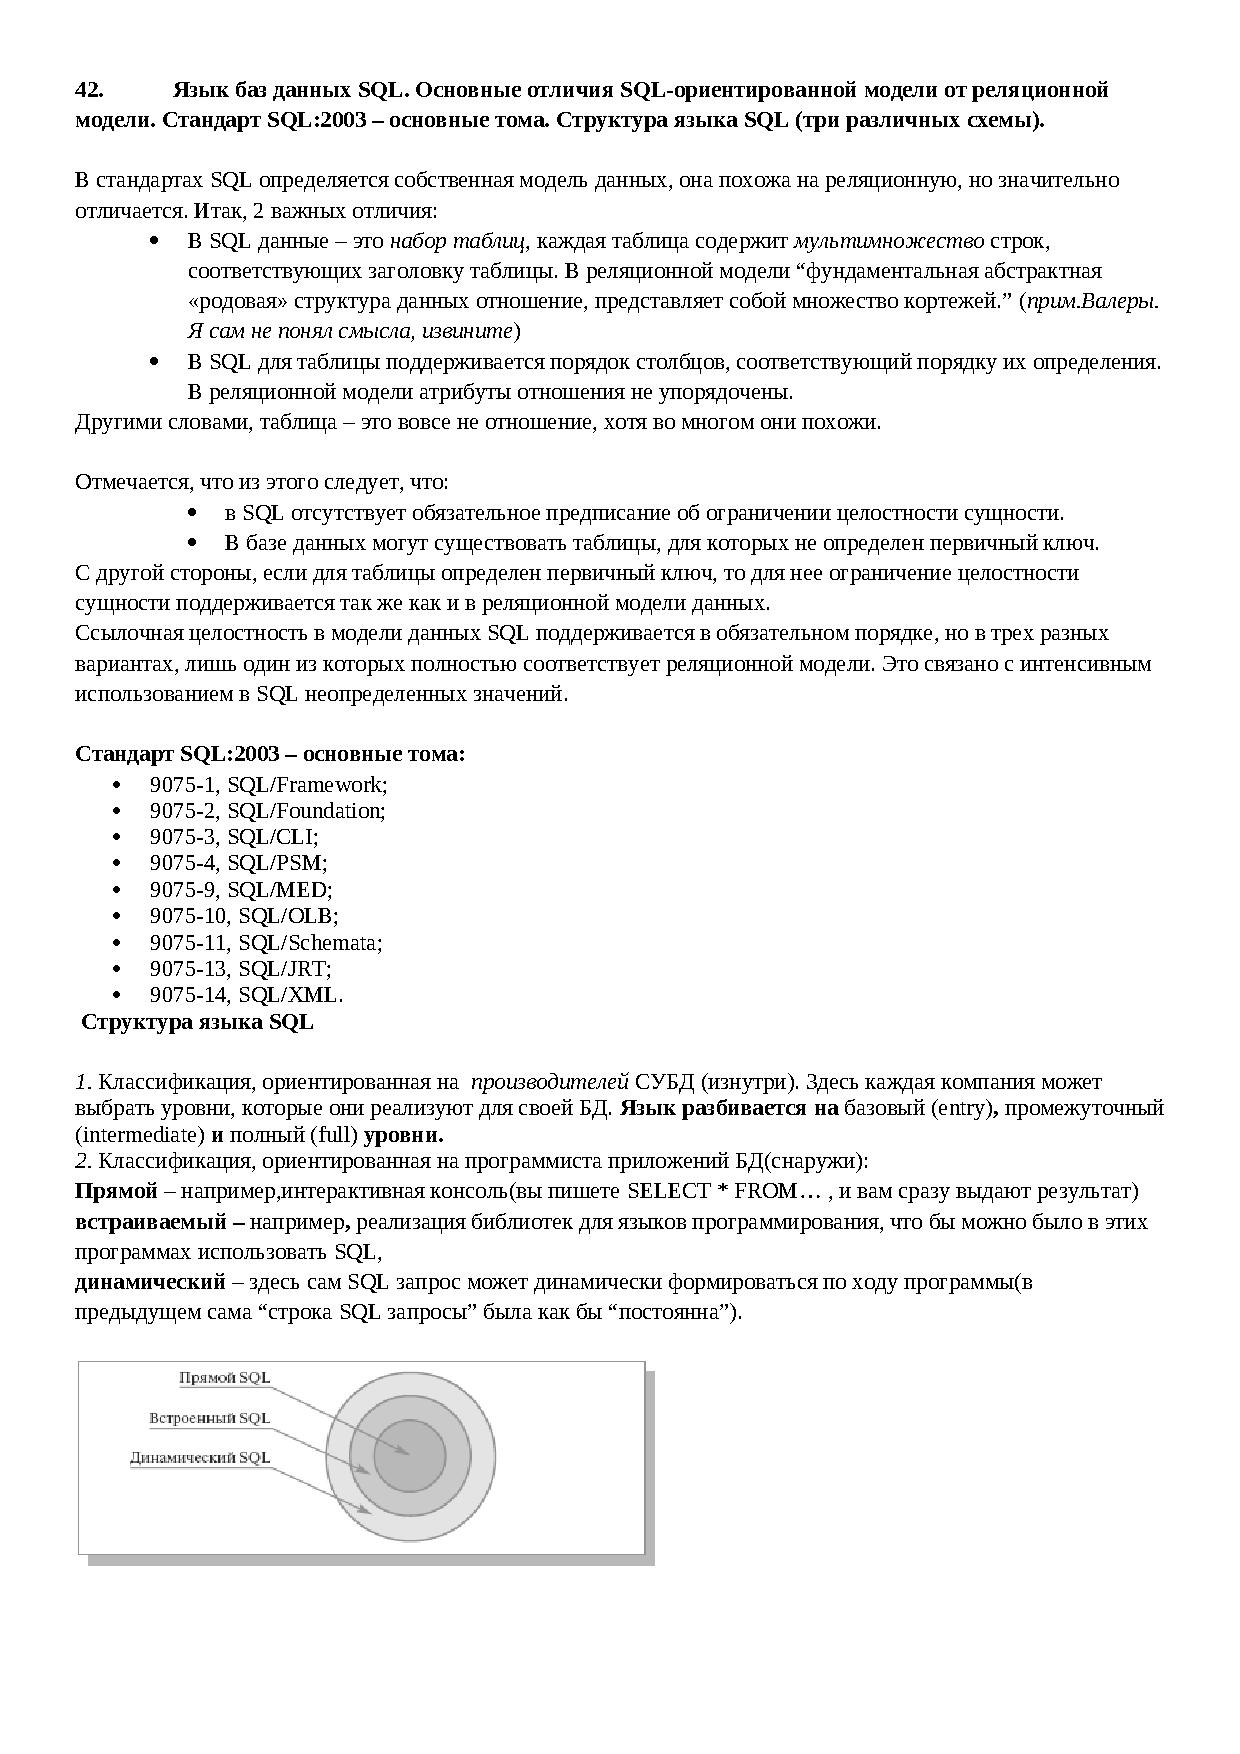 42. Язык баз данных SQL. Основные отличия SQL-ориентированной модели от реляционной
модели. Стандарт SQL:2003 – основные тома. Структура языка SQL (три различных схемы).
В стандартах SQL определяется собственная модель данных, она похожа на реляционную, но значительно
отличается. Итак, 2 важных отличия:
• В SQL данные – это набор таблиц, каждая таблица содержит мультимножество строк,
соответствующих заголовку таблицы. В реляционной модели “фундаментальная абстрактная
«родовая» структура данных отношение, представляет собой множество кортежей.” (прим.Валеры.
Я сам не понял смысла, извините)
• В SQL для таблицы поддерживается порядок столбцов, соответствующий порядку их определения.
В реляционной модели атрибуты отношения не упорядочены.
Другими словами, таблица – это вовсе не отношение, хотя во многом они похожи.
Отмечается, что из этого следует, что:
• в SQL отсутствует обязательное предписание об ограничении целостности сущности.
• В базе данных могут существовать таблицы, для которых не определен первичный ключ.
С другой стороны, если для таблицы определен первичный ключ, то для нее ограничение целостности
сущности поддерживается так же как и в реляционной модели данных.
Ссылочная целостность в модели данных SQL поддерживается в обязательном порядке, но в трех разных
вариантах, лишь один из которых полностью соответствует реляционной модели. Это связано с интенсивным
использованием в SQL неопределенных значений.
Стандарт SQL:2003 – основные тома:
• 9075-1, SQL/Framework;
• 9075-2, SQL/Foundation;
• 9075-3, SQL/CLI;
• 9075-4, SQL/PSM;
• 9075-9, SQL/MED;
• 9075-10, SQL/OLB;
• 9075-11, SQL/Schemata;
• 9075-13, SQL/JRT;
• 9075-14, SQL/XML.
Структура языка SQL
1. Классификация, ориентированная на производителей СУБД (изнутри). Здесь каждая компания может
выбрать уровни, которые они реализуют для своей БД. Язык разбивается на базовый (entry), промежуточный
(intermediate) и полный (full) уровни.
2. Классификация, ориентированная на программиста приложений БД(снаружи):
Прямой – например,интерактивная консоль(вы пишете SELECT * FROM… , и вам сразу выдают результат)
встраиваемый – например, реализация библиотек для языков программирования, что бы можно было в этих
программах использовать SQL,
динамический – здесь сам SQL запрос может динамически формироваться по ходу программы(в
предыдущем сама “строка SQL запросы” была как бы “постоянна”).
Прямой SQL
Встроенный SQL
Динамический SQL